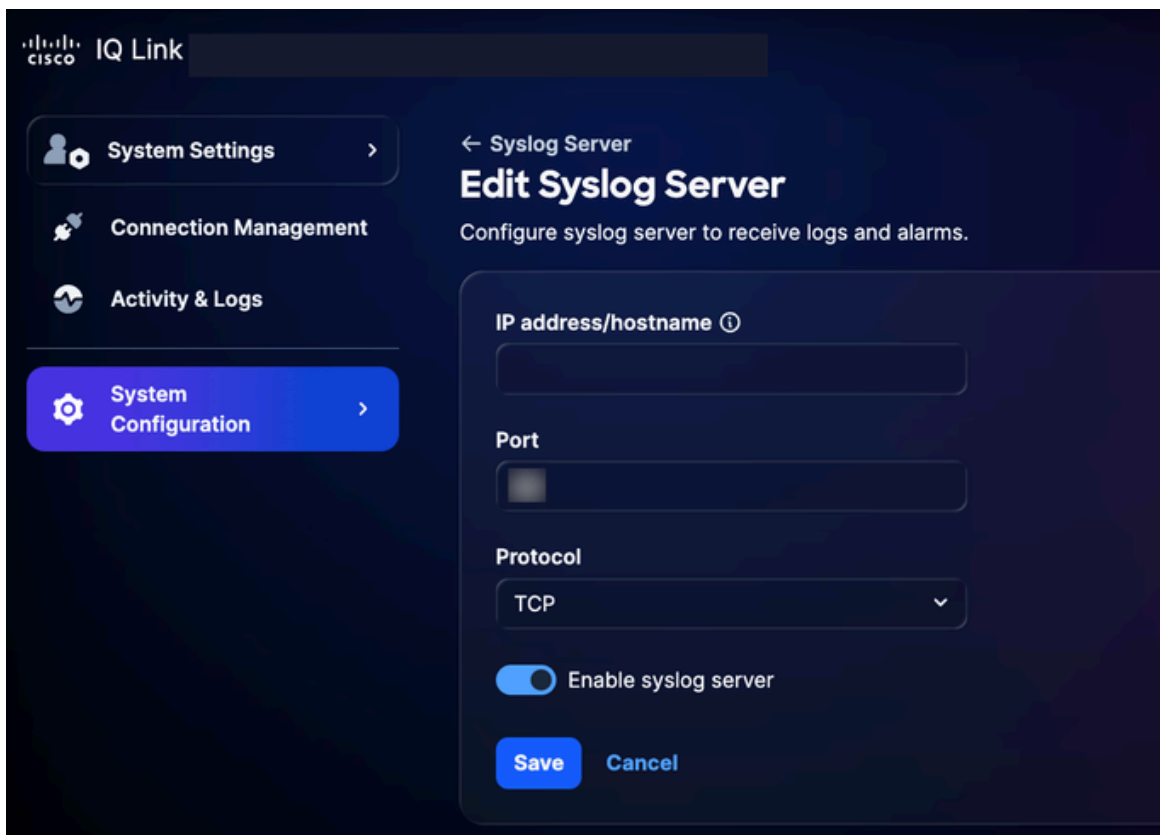 cisco IQ Link
System Settings
Connection Management
Activity & Logs
System
Configuration
← Syslog Server
Edit Syslog Server
Configure syslog server to receive logs and alarms.
IP address/hostname
Port
Protocol
TCP
Enable syslog server
Save Cancel